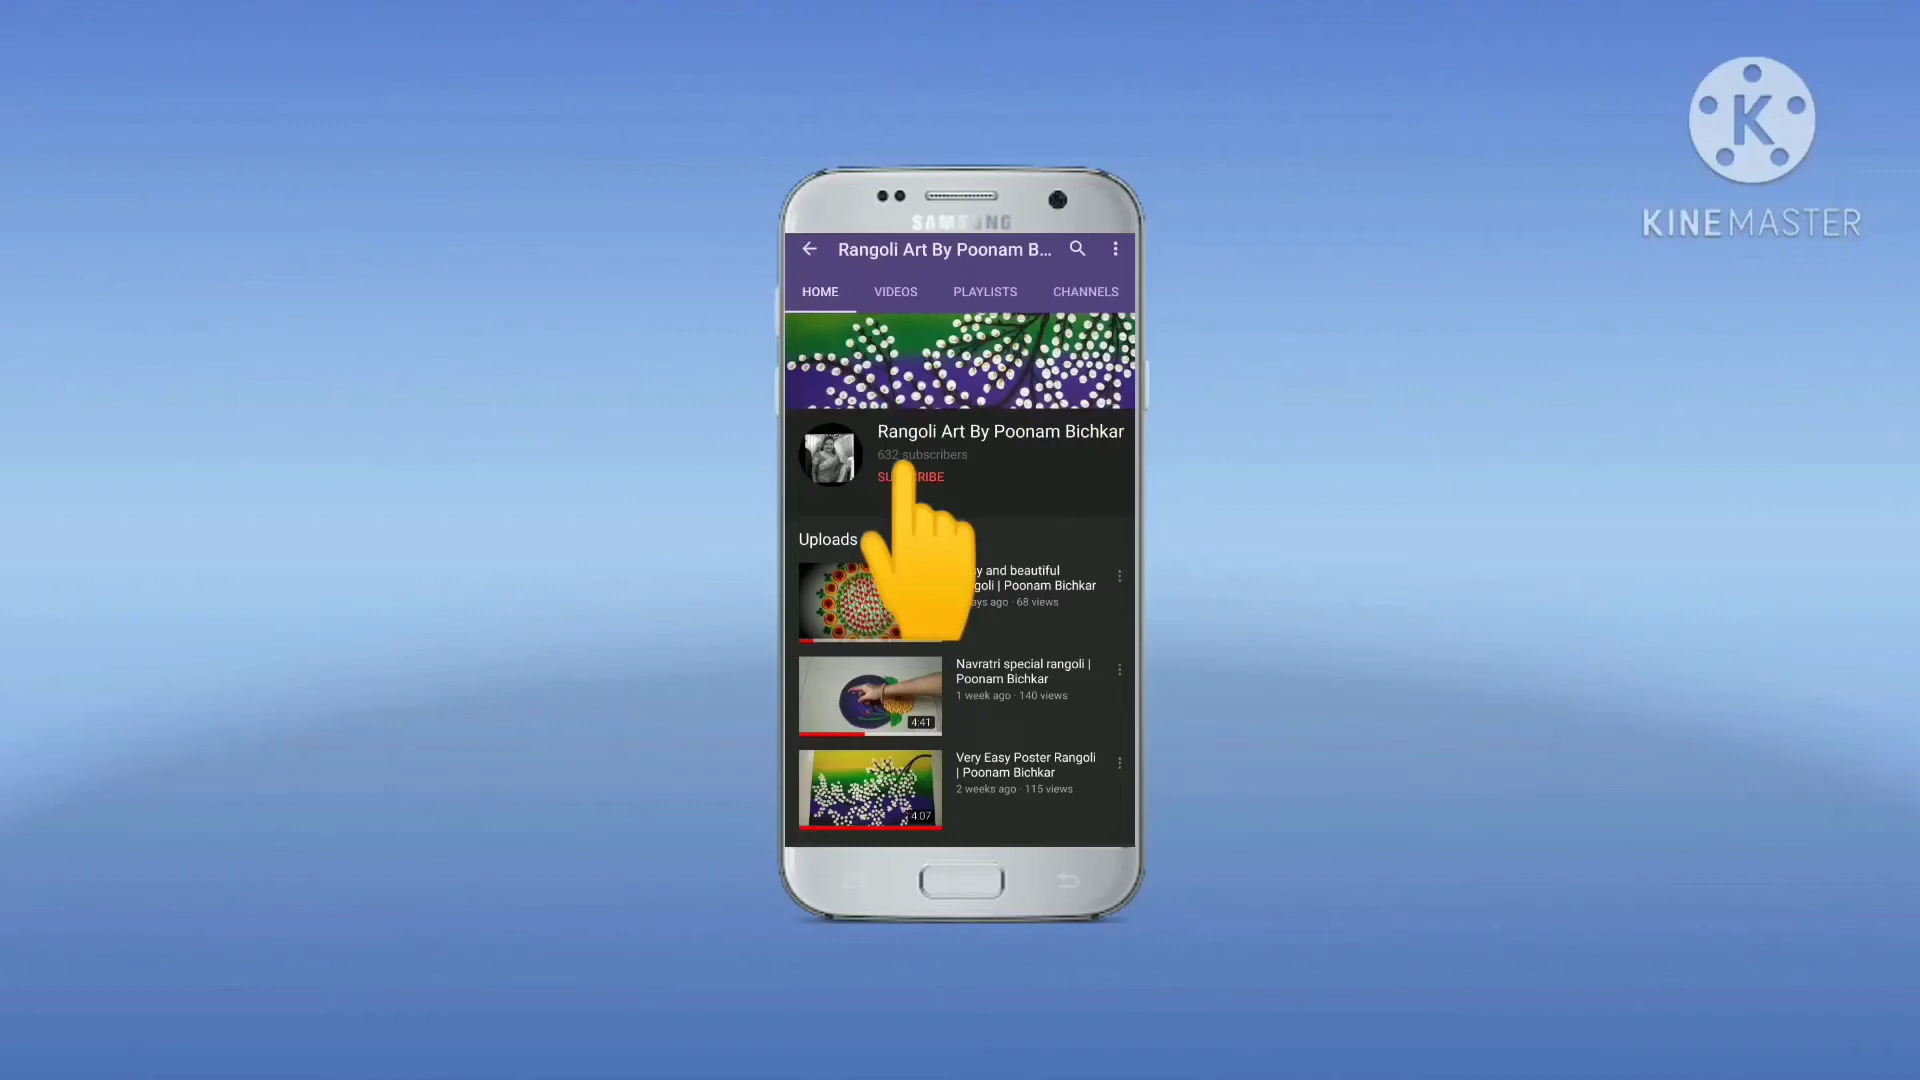 KINEMASTER
SAMSUNG
Rangoli Art By Poonam B...
HOME VIDEOS PLAYLISTS CHANNELS
Rangoli Art By Poonam Bichkar
632 subscribers
Uploads
and beautiful
| Poonam Bichkar
ago · 68 views
Navratri special rangoli |
Poonam Bichkar
1 week ago · 140 views
4:41
Very Easy Poster Rangoli
| Poonam Bichkar
2 weeks ago · 115 views
4:07